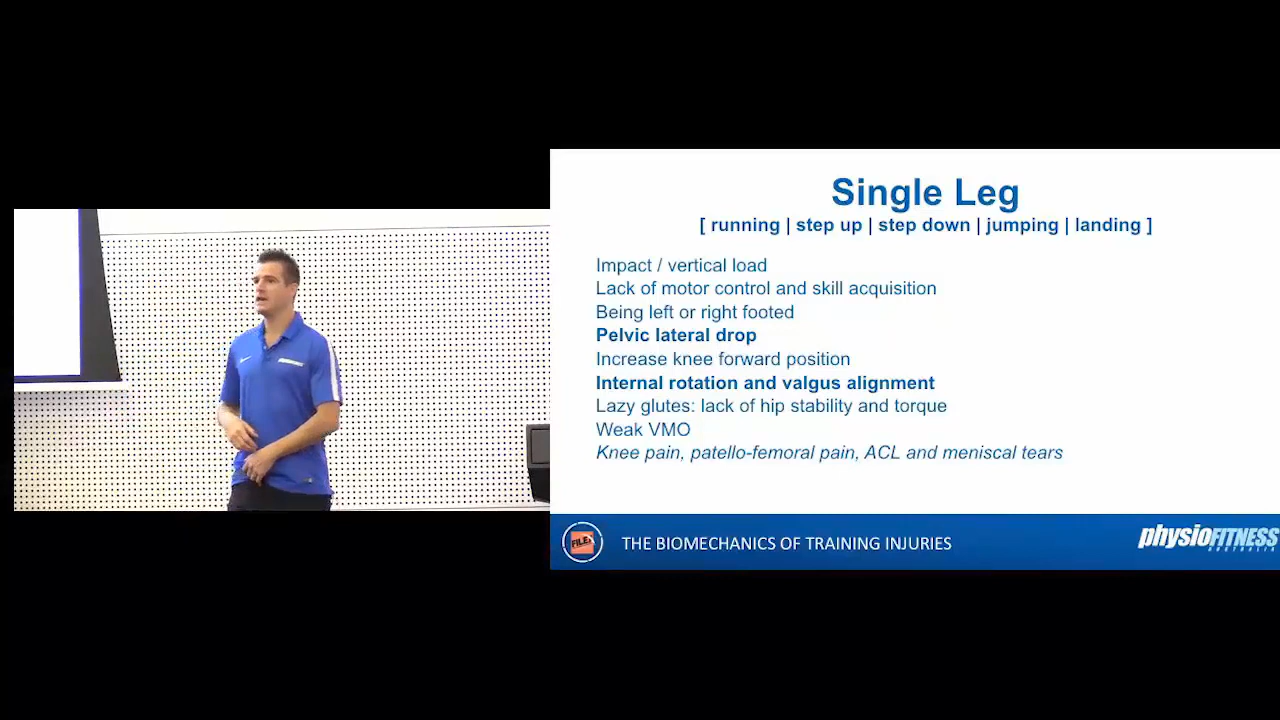 Single Leg
[ running | step up | step down | jumping | landing ]
Impact / vertical load
Lack of motor control and skill acquisition
Being left or right footed
Pelvic lateral drop
Increase knee forward position
Internal rotation and valgus alignment
Lazy glutes: lack of hip stability and torque
Weak VMO
Knee pain, patello-femoral pain, ACL and meniscal tears
FILEX
THE BIOMECHANICS OF TRAINING INJURIES
physioFITNESS
AUSTRALIA